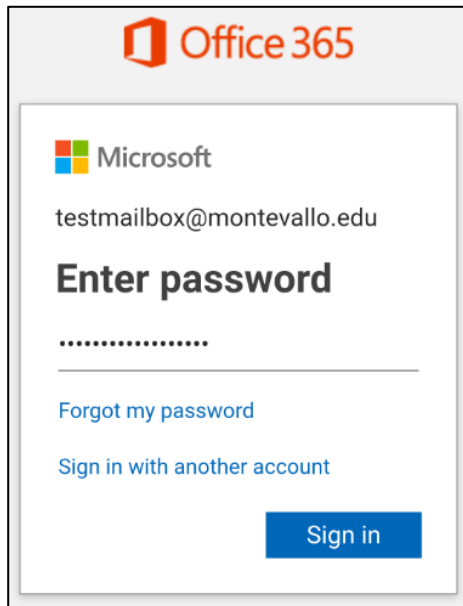 Office 365
Microsoft
testmailbox@montevallo.edu
Enter password
••••••••••••••••••
Forgot my password
Sign in with another account
Sign in